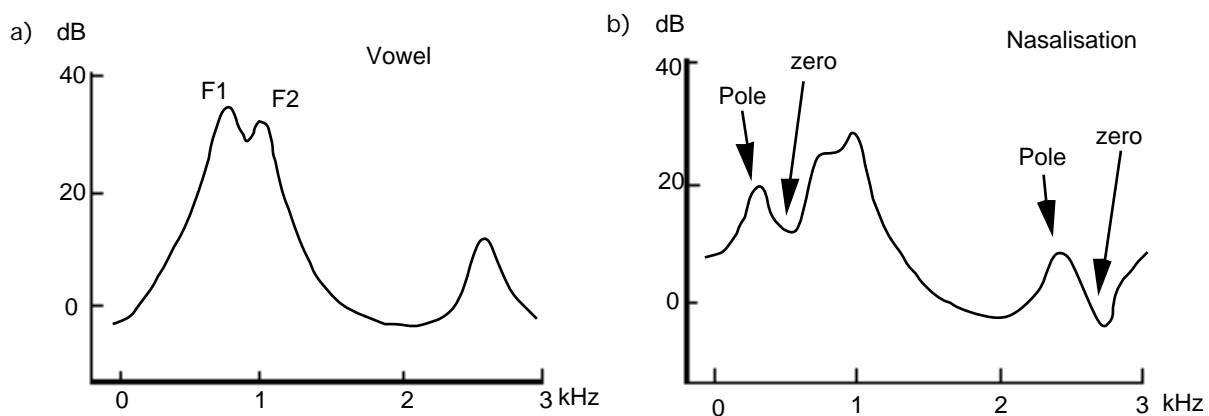 a) dB
Vowel
40
F1
F2
20
0
0 1 2 3 kHz
b) dB
Nasalisation
40
zero
Pole
zero
Pole
20
0
0 1 2 3 kHz